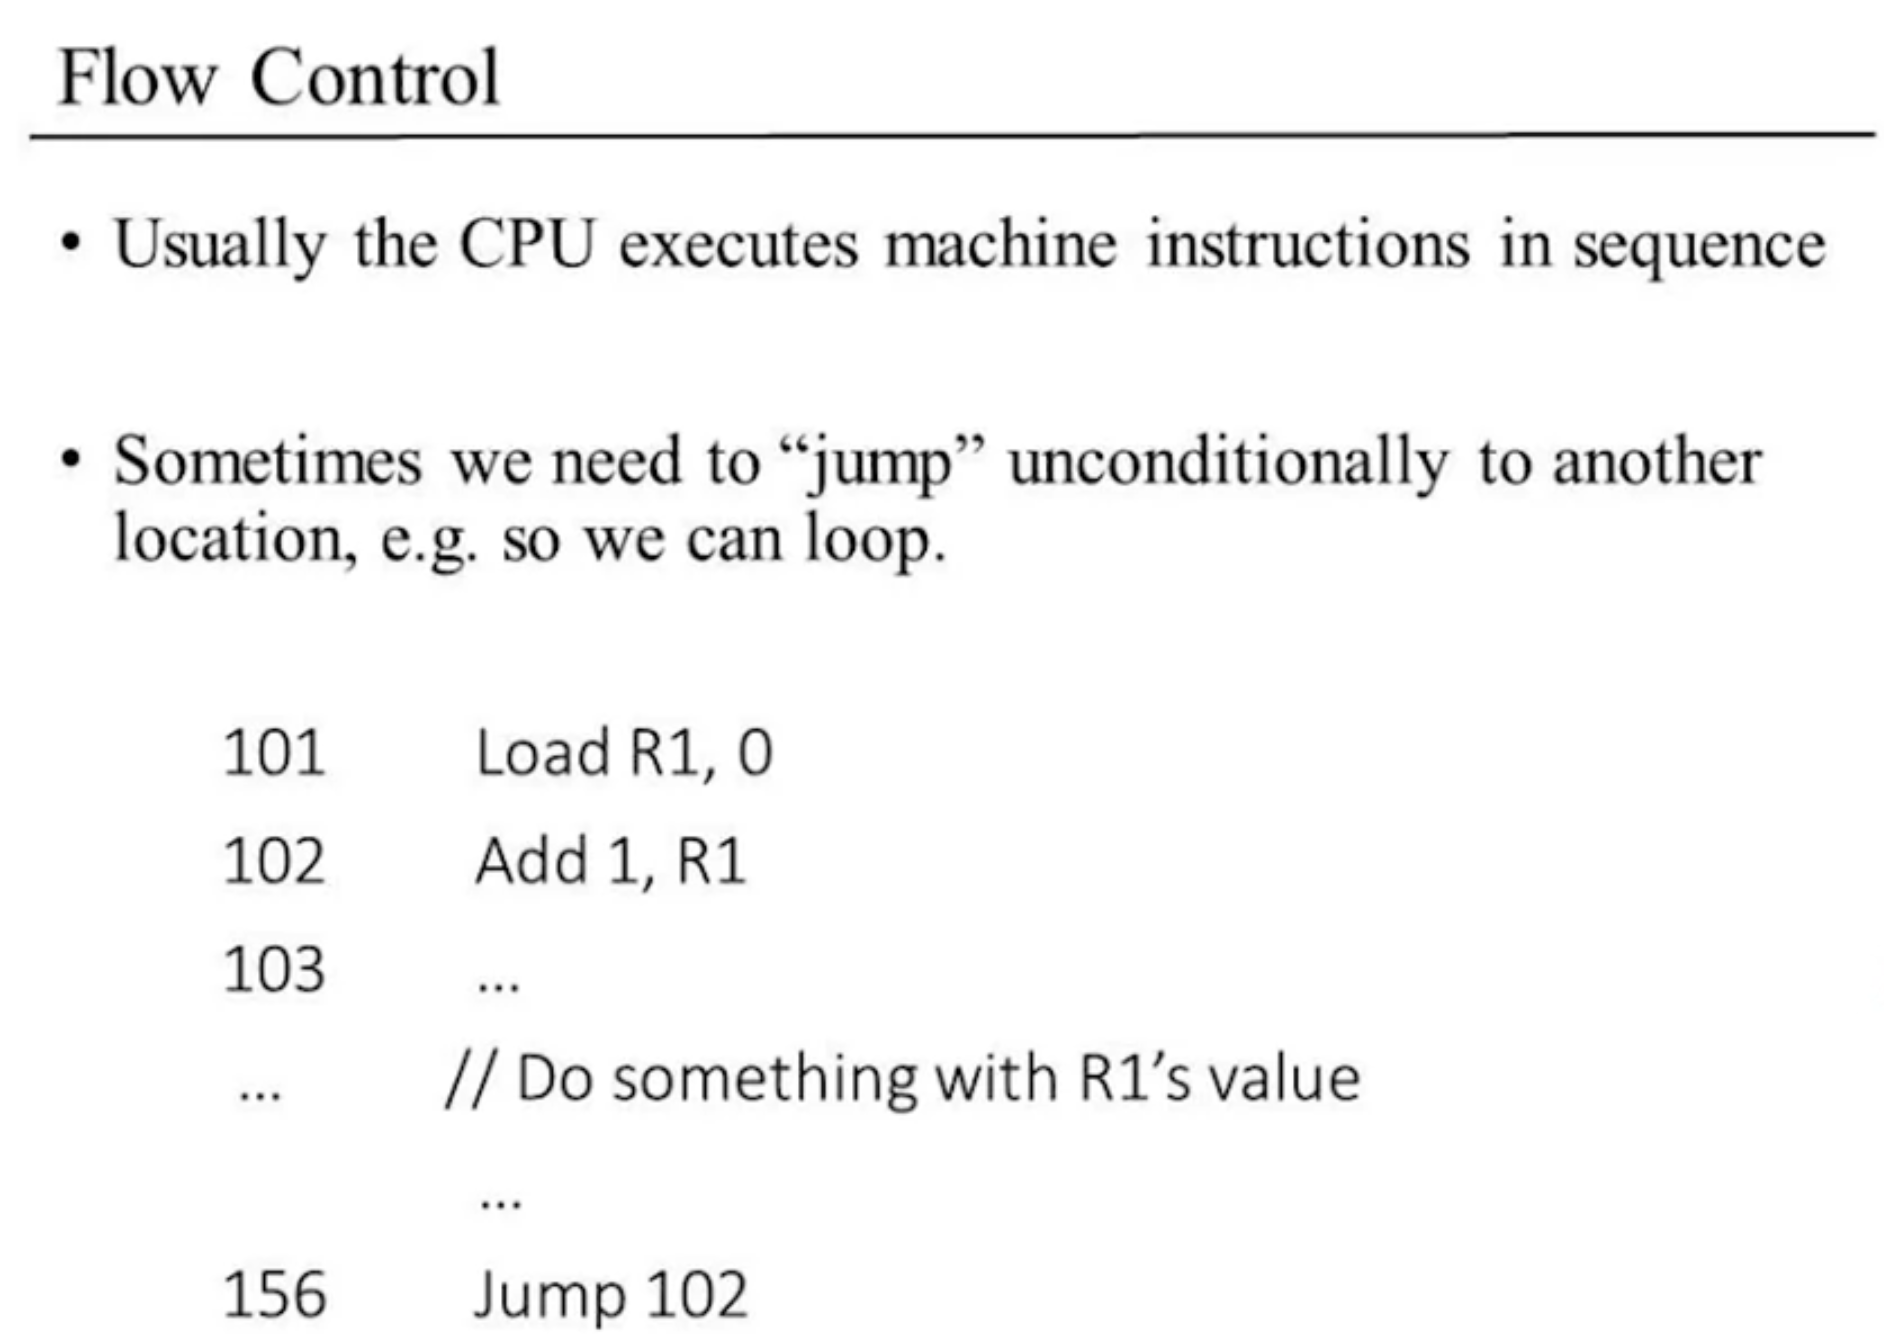 Flow Control
• Usually the CPU executes machine instructions in sequence
• Sometimes we need to “jump” unconditionally to another
location, e.g. so we can loop.
101 Load R1, 0
102 Add 1, R1
103 ...
... // Do something with R1’s value
...
156 Jump 102